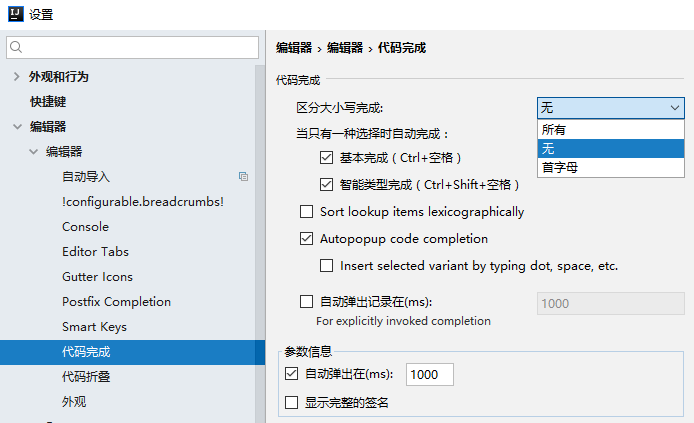 IJ 设置
外观和行为
快捷键
编辑器
编辑器
自动导入
!configurable.breadcrumbs!
Console
Editor Tabs
Gutter Icons
Postfix Completion
Smart Keys
代码完成
代码折叠
外观
编辑器 › 编辑器 › 代码完成
代码完成
区分大小写完成: 无
所有
无
首字母
当只有一种选择时自动完成：
基本完成（Ctrl+空格）
智能类型完成（Ctrl+Shift+空格）
Sort lookup items lexicographically
Autopopup code completion
Insert selected variant by typing dot, space, etc.
自动弹出记录在(ms): 1000
For explicitly invoked completion
参数信息
自动弹出在(ms): 1000
显示完整的签名